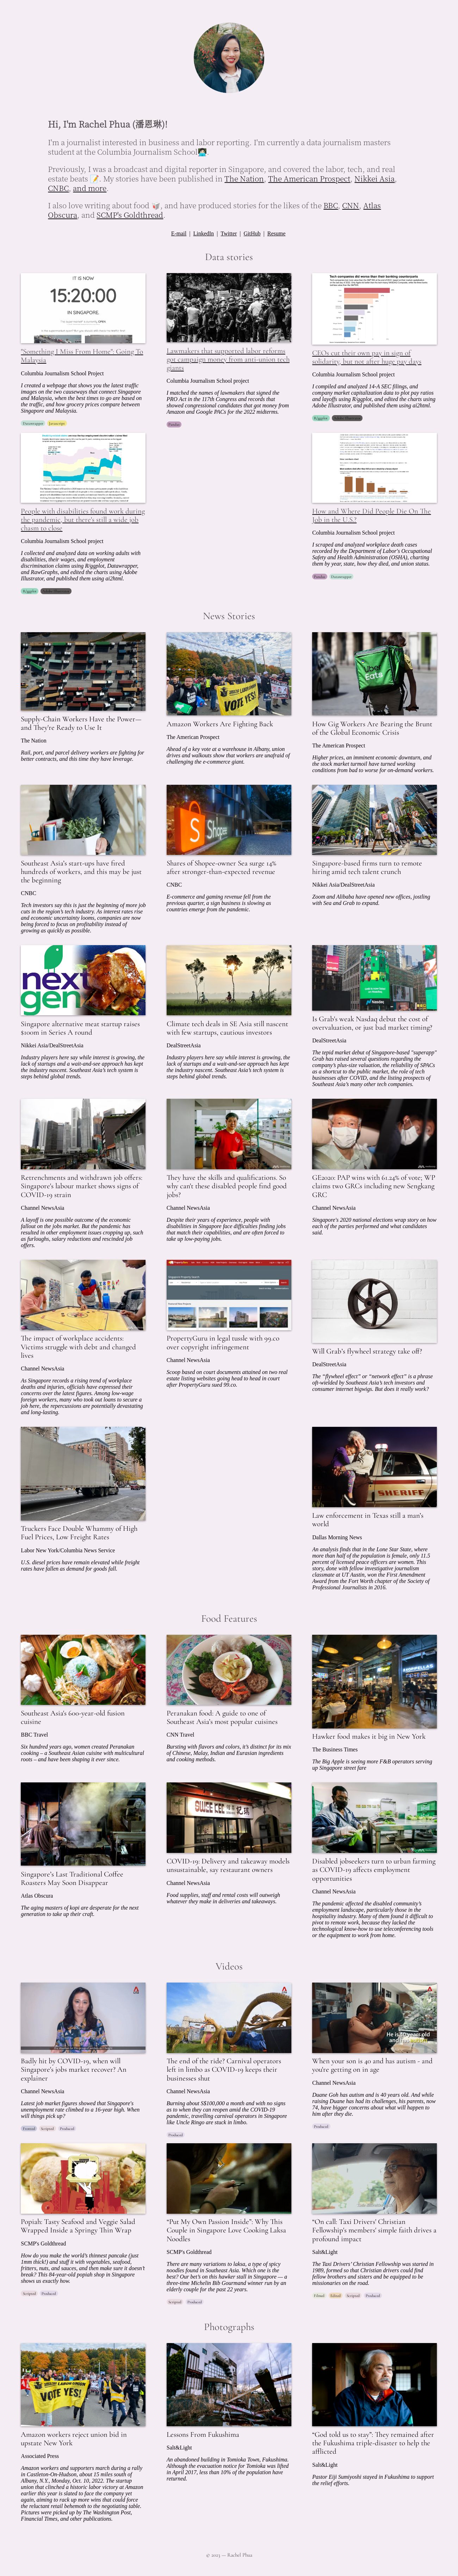 Hi, I'm Rachel Phua (潘恩琳)!
I'm a journalist interested in business and labor reporting. I'm currently a data journalism masters
student at the Columbia Journalism School👩🏻‍💻
Previously, I was a broadcast and digital reporter in Singapore, and covered the labor, tech, and real
estate beats 📝. My stories have been published in The Nation, The American Prospect, Nikkei Asia,
CNBC, and more.
I also love writing about food 🥡, and have produced stories for the likes of the BBC, CNN, Atlas
Obscura, and SCMP's Goldthread.
E-mail | LinkedIn | Twitter | GitHub | Resume
Data stories
IT IS NOW
15:20:00
IN SINGAPORE.
"Something I Miss From Home": Going To
Malaysia
Columbia Journalism School Project
I created a webpage that shows you the latest traffic
images on the two causeways that connect Singapore
and Malaysia, explore when the best times to go are based on
the traffic, and how grocery prices compare between
Singapore and Malaysia.
Datawrapper Javascript
Lawmakers that supported labor reforms
got campaign money from anti-union tech
giants
Columbia Journalism School project
I matched the names of lawmakers that signed the
PRO Act in the 117th Congress and records that
showed congressional candidates receiving money from
Amazon and Google PACs for the 2022 midterms.
Pandas
CEOs cut their own pay in sign of
solidarity, but not after huge pay days
Columbia Journalism School project
I compiled and analyzed 14-A SEC filings, and
company market capitalization data to plot pay ratios
and layoffs using R/ggplot, and edited the charts using
Adobe Illustrator, and published them using ai2html.
R/ggplot Adobe Illustrator
People with disabilities found work during
the pandemic, but there's still a wide job
chasm to close
Columbia Journalism School project
I collected and analyzed data on working adults with
disabilities, their wages, and employment
discrimination claims using R/ggplot, Datawrapper,
and RawGraphs, and edited the charts using Adobe
Illustrator, and published them using ai2html.
R/ggplot Adobe Illustrator
How and Where Did People Die On The
Job in the U.S.?
Columbia Journalism School project
I scraped and analyzed workplace death cases
recorded by the Department of Labor's Occupational
Safety and Health Administration (OSHA), charting
them by year, state, how they died, and union status.
Pandas Datawrapper
News Stories
Supply-Chain Workers Have the Power—
and They're Ready to Use It
The Nation
Rail, port, and parcel delivery workers are fighting for
better contracts, and this time they have leverage.
VOTE YES!
Amazon Workers Are Fighting Back
The American Prospect
Ahead of a key vote at a warehouse in Albany, union
drives and walkouts show that workers are unafraid of
challenging the e-commerce giant.
Uber
Eats
How Gig Workers Are Bearing the Brunt
of the Global Economic Crisis
The American Prospect
Higher prices, an imminent economic downturn, and
the stock market turmoil have turned working
conditions from bad to worse for on-demand workers.
Southeast Asia's start-ups have fired
hundreds of workers, and this may be just
the beginning
CNBC
Tech investors say this is just the beginning of more job
cuts in the region's tech industry. As interest rates rise
and economic uncertainty looms, companies are now
being forced to focus on profitability instead of
growing as quickly as possible.
Shares of Shopee-owner Sea surge 14%
after stronger-than-expected revenue
CNBC
E-commerce and gaming revenue fell from the
previous quarter, a sign business is slowing as
countries emerge from the pandemic.
Singapore-based firms turn to remote
hiring amid tech talent crunch
Nikkei Asia/DealStreetAsia
Zoom and Alibaba have opened new offices, jostling
with Sea and Grab to expand.
next
gen
Singapore alternative meat startup raises
$100m in Series A round
Nikkei Asia/DealStreetAsia
Industry players here say while interest is growing, the
lack of startups and a wait-and-see approach has kept
the industry nascent. Southeast Asia's tech system is
steps behind global trends.
Climate tech deals in SE Asia still nascent
with few startups, cautious investors
DealStreetAsia
Industry players here say while interest is growing, the
lack of startups and a wait-and-see approach has kept
the industry nascent. Southeast Asia's tech system is
steps behind global trends.
Is Grab's weak Nasdaq debut the cost of
overvaluation, or just bad market timing?
DealStreetAsia
The tepid market debut of Singapore-based "superapp"
Grab has raised several questions regarding the
company's plus-size valuation, the reliability of SPACs
as a shortcut to the public market, the role of tech
businesses after COVID, and the listing prospects of
Southeast Asia's many other tech companies.
Retrenchments and withdrawn job offers:
Singapore's labour market shows signs of
COVID-19 strain
Channel NewsAsia
A layoff is one possible outcome of the economic
fallout on the job market. But the pandemic has
resulted in other employment issues cropping up, such
as furloughs, salary reductions and rescinded job
offers.
They have the skills and qualifications. So
why can't these disabled people find good
jobs?
Channel NewsAsia
Despite their years of experience, people with
disabilities in Singapore face difficulties finding jobs
that match their capabilities, and are often forced to
take up low-paying jobs.
GE2020: PAP wins with 61.24% of vote; WP
claims two GRCs including new Sengkang
GRC
Channel NewsAsia
Singapore's 2020 national elections wrap story on how
each of the parties performed and what candidates
said.
The impact of workplace accidents:
Victims struggle with debt and changed
lives
Channel NewsAsia
As Singapore records a rising trend of workplace
deaths and injuries, officials have expressed their
concerns over the latest figures. Among low-wage
foreign workers, many who took out loans to secure a
job here, the repercussions are potentially devastating
and long-lasting.
PropertyGuru in legal tussle with 99.co
over copyright infringement
Channel NewsAsia
Scoop based on court documents attained on two real
estate listing websites going head to head in court
after PropertyGuru sued 99.co.
Will Grab's flywheel strategy take off?
DealStreetAsia
The "flywheel effect" or "network effect" is a phrase
oft-wielded by Southeast Asia's tech investors and
consumer internet bigwigs. But does it really work?
Truckers Face Double Whammy of High
Fuel Prices, Low Freight Rates
Labor New York/Columbia News Service
U.S. diesel prices have remain elevated while freight
rates have fallen as demand for goods fall.
SHERIFF
Law enforcement in Texas still a man's
world
Dallas Morning News
An analysis finds that in the Lone Star State, where
more than half of the population is female, only 11.5
percent of licensed peace officers are women. This
story, done with fellow investigative journalism
classmate at UT Austin, won the First Amendment
Award from the Fort Worth chapter of the Society of
Professional Journalists in 2016.
Food Features
Southeast Asia's 600-year-old fusion
cuisine
BBC Travel
Six hundred years ago, women created Peranakan
cooking – a Southeast Asian cuisine with multicultural
roots – and have been shaping it ever since.
Peranakan food: A guide to one of
Southeast Asia's most popular cuisines
CNN Travel
Bursting with flavors and colors, it's distinct for its mix
of Chinese, Malay, Indian and Eurasian ingredients
and cooking methods.
Hawker food makes it big in New York
The Business Times
The Big Apple is seeing more F&B operators serving
up Singapore street fare
Singapore's Last Traditional Coffee
Roasters May Soon Disappear
Atlas Obscura
The aging masters of kopi are desperate for the next
generation to take up their craft.
COVID-19: Delivery and takeaway models
unsustainable, say restaurant owners
Channel NewsAsia
Food supplies, staff and rental costs will outweigh
whatever they make in deliveries and takeaways.
Disabled jobseekers turn to urban farming
as COVID-19 affects employment
opportunities
Channel NewsAsia
The pandemic affected the disabled community's
employment landscape, particularly those in the
hospitality industry. Many of them found it difficult to
pivot to remote work, because they lacked the
technological know-how to use teleconferencing tools
or the equipment to work from home.
Videos
Badly hit by COVID-19, when will
Singapore's jobs market recover? An
explainer
Channel NewsAsia
Latest job market figures showed that Singapore's
unemployment rate climbed to a 16-year high. When
will things pick up?
Scripted Produced
The end of the ride? Carnival operators
left in limbo as COVID-19 keeps their
businesses shut
Channel NewsAsia
Burning about S$100,000 a month and with no signs
as to when they can reopen amid the COVID-19
pandemic, travelling carnival operators in Singapore
like Uncle Ringo are stuck in limbo.
Produced
He is 40 years old
When your son is 40 and has autism - and
you're getting on in age
Channel NewsAsia
Duane Goh has autism and is 40 years old. And while
raising Duane has had its challenges, his parents, now
74, have bigger concerns about what will happen to
him after they die.
Produced
Popiah: Tasty Seafood and Veggie Salad
Wrapped Inside a Springy Thin Wrap
SCMP's Goldthread
How do you make the world's thinnest pancake (just
1mm thick!) and stuff it with vegetables, seafood,
fritters, nuts, and sauces, and then make sure it doesn't
break? This 84-year-old popiah shop in Singapore
shows us exactly how.
Scripted Produced
"Put My Own Passion Inside": Why This
Couple in Singapore Love Cooking Laksa
Noodles
SCMP's Goldthread
There are many variations to laksa, a type of spicy
noodles found in Southeast Asia. Which one is the
best? Our bet's on this hawker stall in Singapore — a
three-time Michelin Bib Gourmand winner run by an
elderly couple for the past 22 years.
Scripted Produced
"On call: Taxi Drivers' Christian
Fellowship's members' simple faith drives a
profound impact
Salt&Light
The Taxi Drivers' Christian Fellowship was started in
1989, formed so that Christian drivers could find
fellow brothers and sisters and be equipped to be
missionaries on the road.
Filmed Edited Scripted Produced
Photographs
VOTE YES!
Amazon workers reject union bid in
upstate New York
Associated Press
Amazon workers and supporters march during a rally
in Castleton-On-Hudson, about 15 miles south of
Albany, N.Y., Monday, Oct. 10, 2022. The startup
union that clinched a historic labor victory at Amazon
earlier this year is slated to face the company yet
again, aiming to rack up more wins that could force
the reluctant retail behemoth to the negotiating table.
Pictures were picked up by The Washington Post,
Financial Times, and other publications.
Lessons From Fukushima
Salt&Light
An abandoned building in Tomioka Town, Fukushima.
Although the evacuation notice for Tomioka was lifted
in April 2017, less than 10% of the population have
returned.
"God told us to stay": They remained after
the Fukushima triple-disaster to help the
afflicted
Salt&Light
Pastor Eiji Sumiyoshi stayed in Fukushima to support
the relief efforts.
© 2023 — Rachel Phua